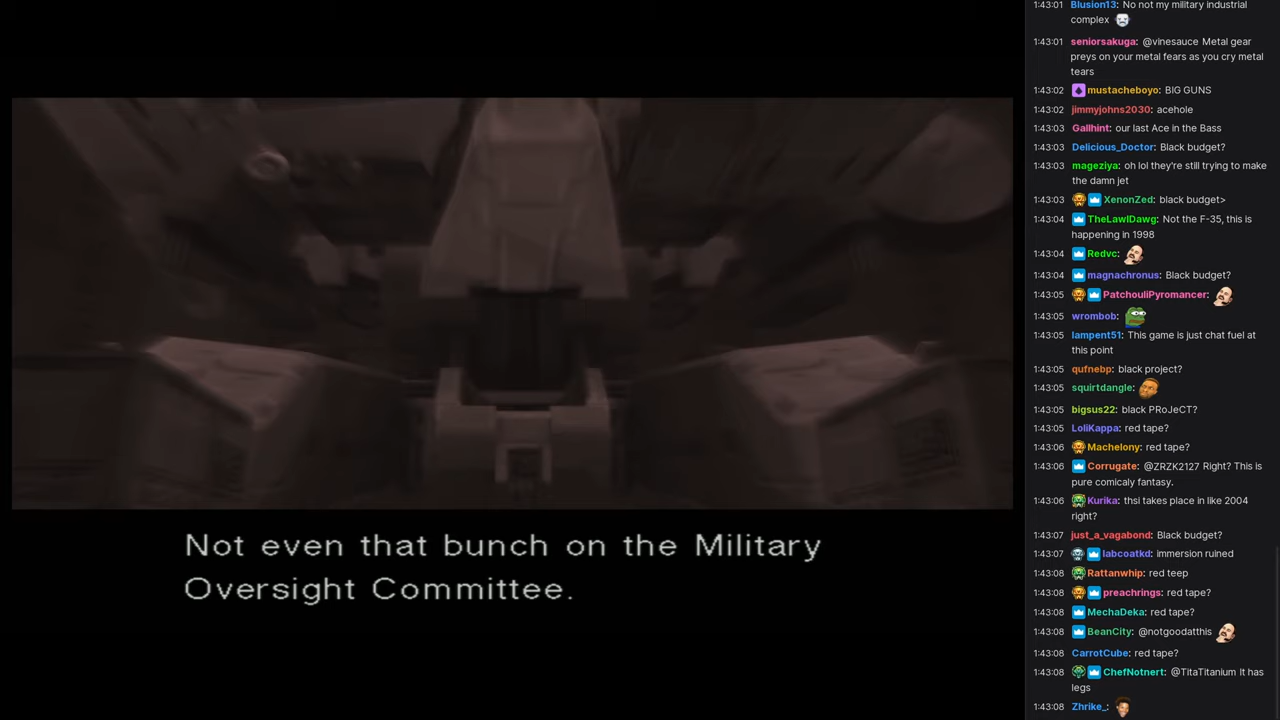 Not even that bunch on the Military
Oversight Committee.
1:43:01 Blusion13: No not my military industrial
complex
1:43:01 seniorsakuga: @vinesauce Metal gear
preys on your metal fears as you cry metal
tears
1:43:02 mustacheboyo: BIG GUNS
1:43:02 jimmyjohns2030: acehole
1:43:03 Gallhint: our last Ace in the Bass
1:43:03 Delicious_Doctor: Black budget?
1:43:03 mageziya: oh lol they're still trying to make
the damn jet
1:43:03 XenonZed: black budget>
1:43:04 TheLawlDawg: Not the F-35, this is
happening in 1998
1:43:04 Redvc:
1:43:04 magnachronus: Black budget?
1:43:05 PatchouliPyromancer:
1:43:05 wrombob:
1:43:05 lampent51: This game is just chat fuel at
this point
1:43:05 qufnebp: black project?
1:43:05 squirtdangle:
1:43:05 bigsus22: black PRoJeCT?
1:43:05 LoliKappa: red tape?
1:43:06 Machelony: red tape?
1:43:06 Corrugate: @ZRZK2127 Right? This is
pure comicaly fantasy.
1:43:06 Kurika: thsi takes place in like 2004
right?
1:43:07 just_a_vagabond: Black budget?
1:43:07 labcoatkd: immersion ruined
1:43:08 Rattanwhip: red teep
1:43:08 preachrings: red tape?
1:43:08 MechaDeka: red tape?
1:43:08 BeanCity: @notgoodatthis
1:43:08 CarrotCube: red tape?
1:43:08 ChefNotnert: @TitaTitanium It has
legs
1:43:08 Zhrike_: